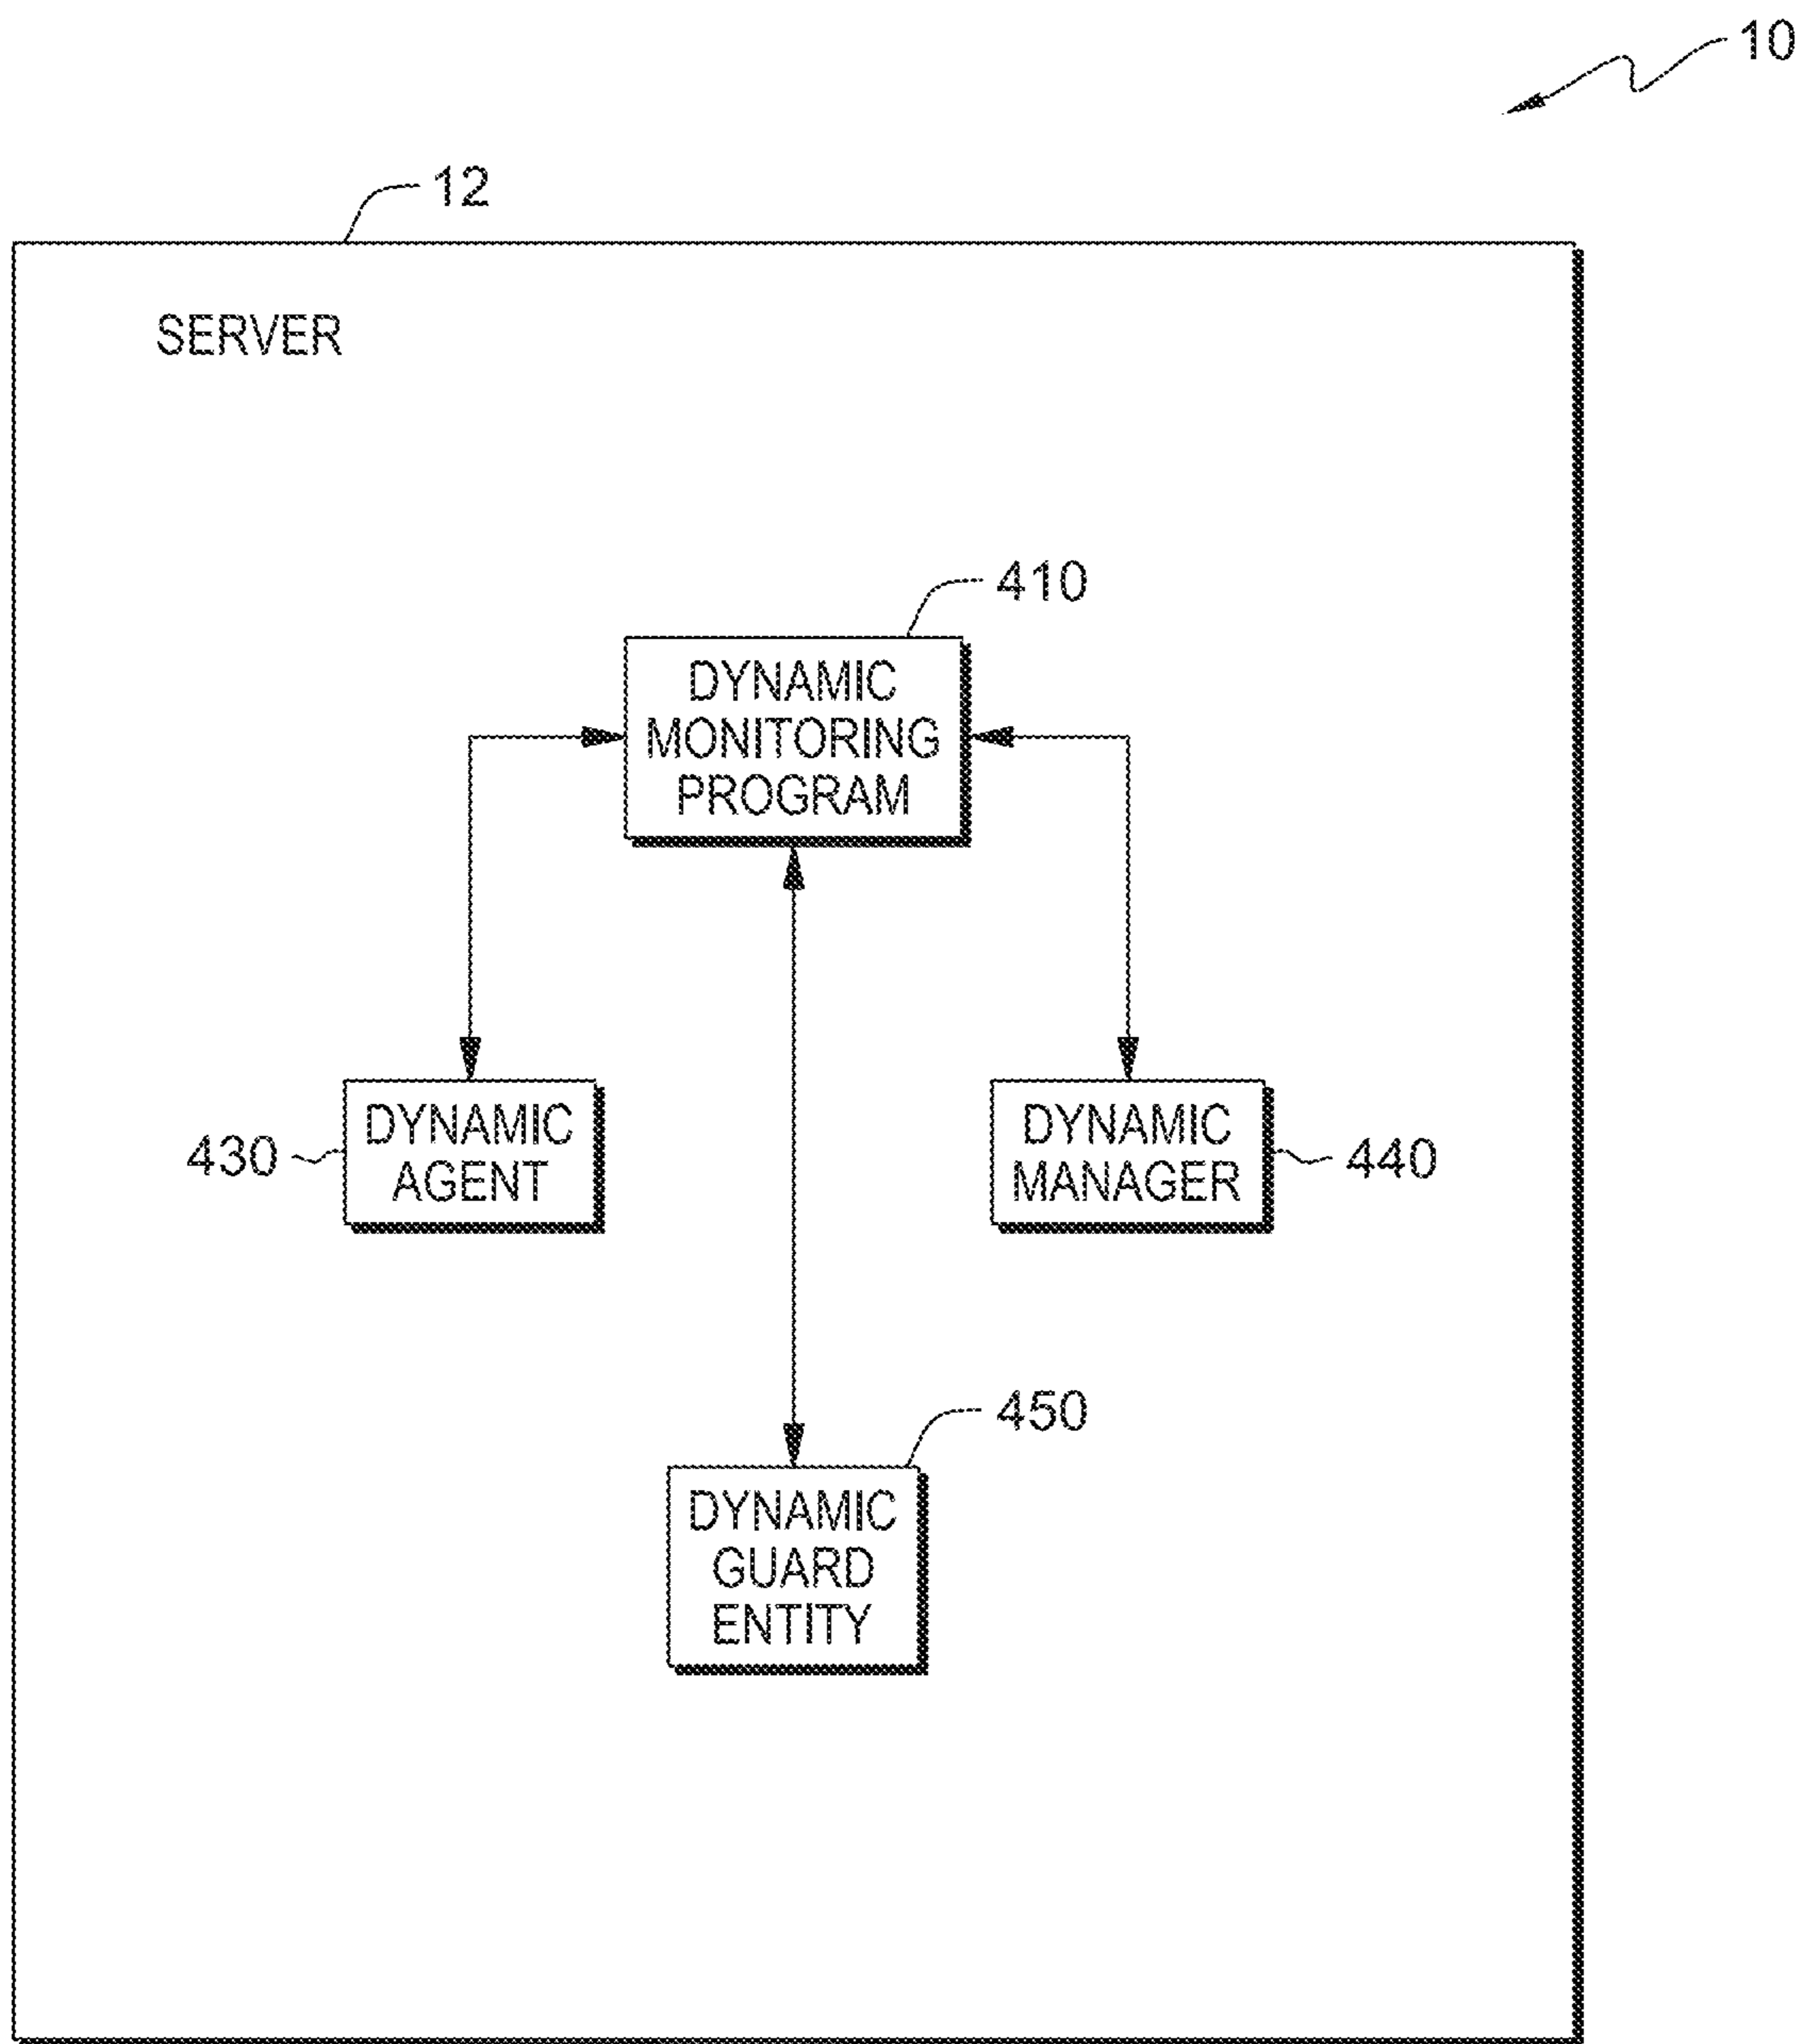 10
12
SERVER
410
DYNAMIC
MONITORING
PROGRAM
DYNAMIC
AGENT
430
DYNAMIC
MANAGER
440
450
DYNAMIC
GUARD
ENTITY